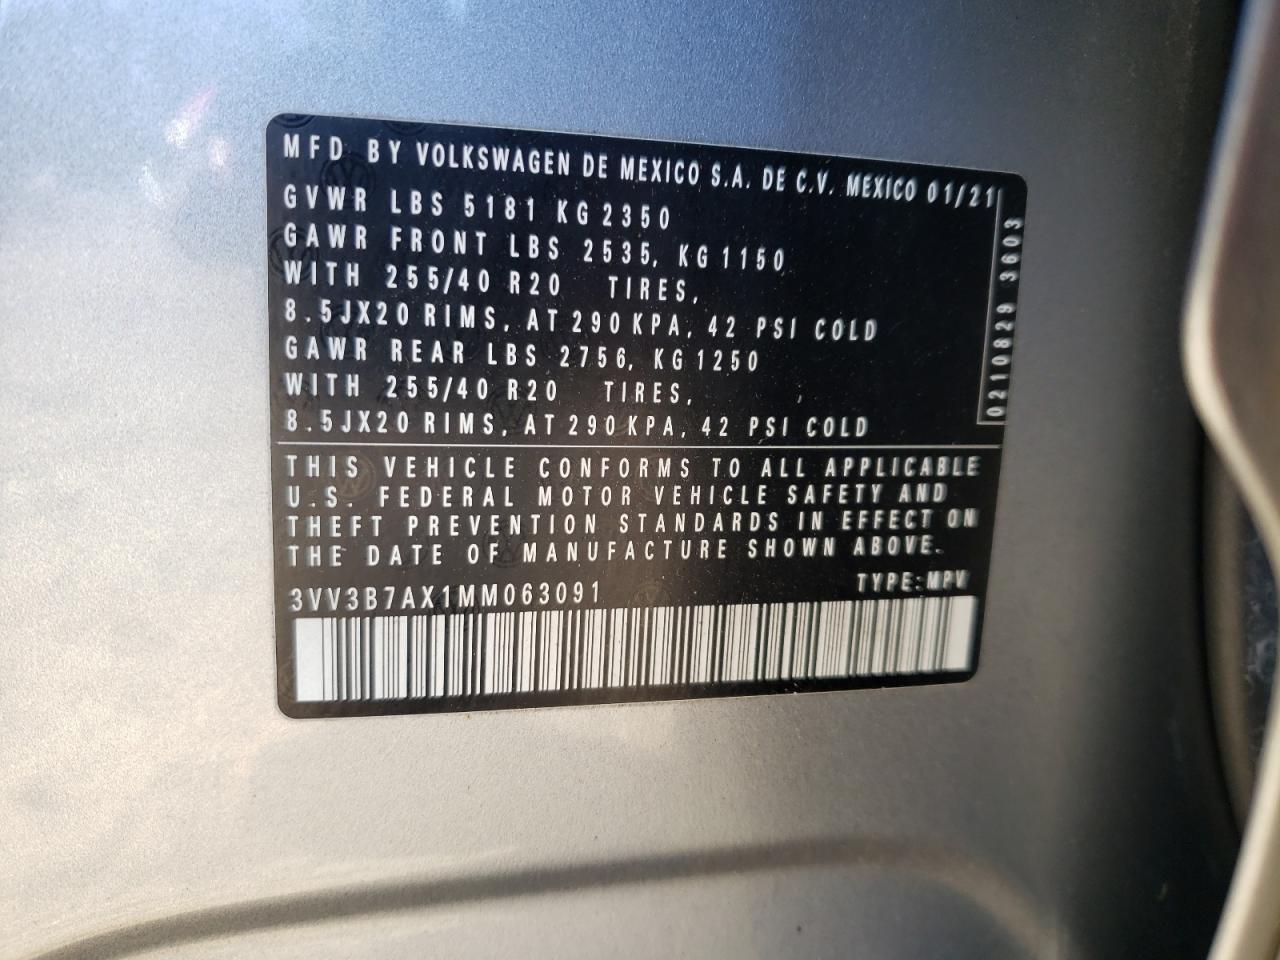 MFD BY VOLKSWAGEN DE MEXICO S.A. DE C.V. MEXICO 01/21
GVWR LBS 5181 KG 2350
GAWR FRONT LBS 2535, KG 1150
WITH 255/40 R20 TIRES,
8.5JX20 RIMS, AT 290 KPA, 42 PSI COLD
GAWR REAR LBS 2756, KG 1250
WITH 255/40 R20 TIRES,
8.5JX20 RIMS, AT 290 KPA, 42 PSI COLD
0210829 3603
THIS VEHICLE CONFORMS TO ALL APPLICABLE
U.S. FEDERAL MOTOR VEHICLE SAFETY AND
THEFT PREVENTION STANDARDS IN EFFECT ON
THE DATE OF MANUFACTURE SHOWN ABOVE.
3VV3B7AX1MM063091 TYPE:MPV